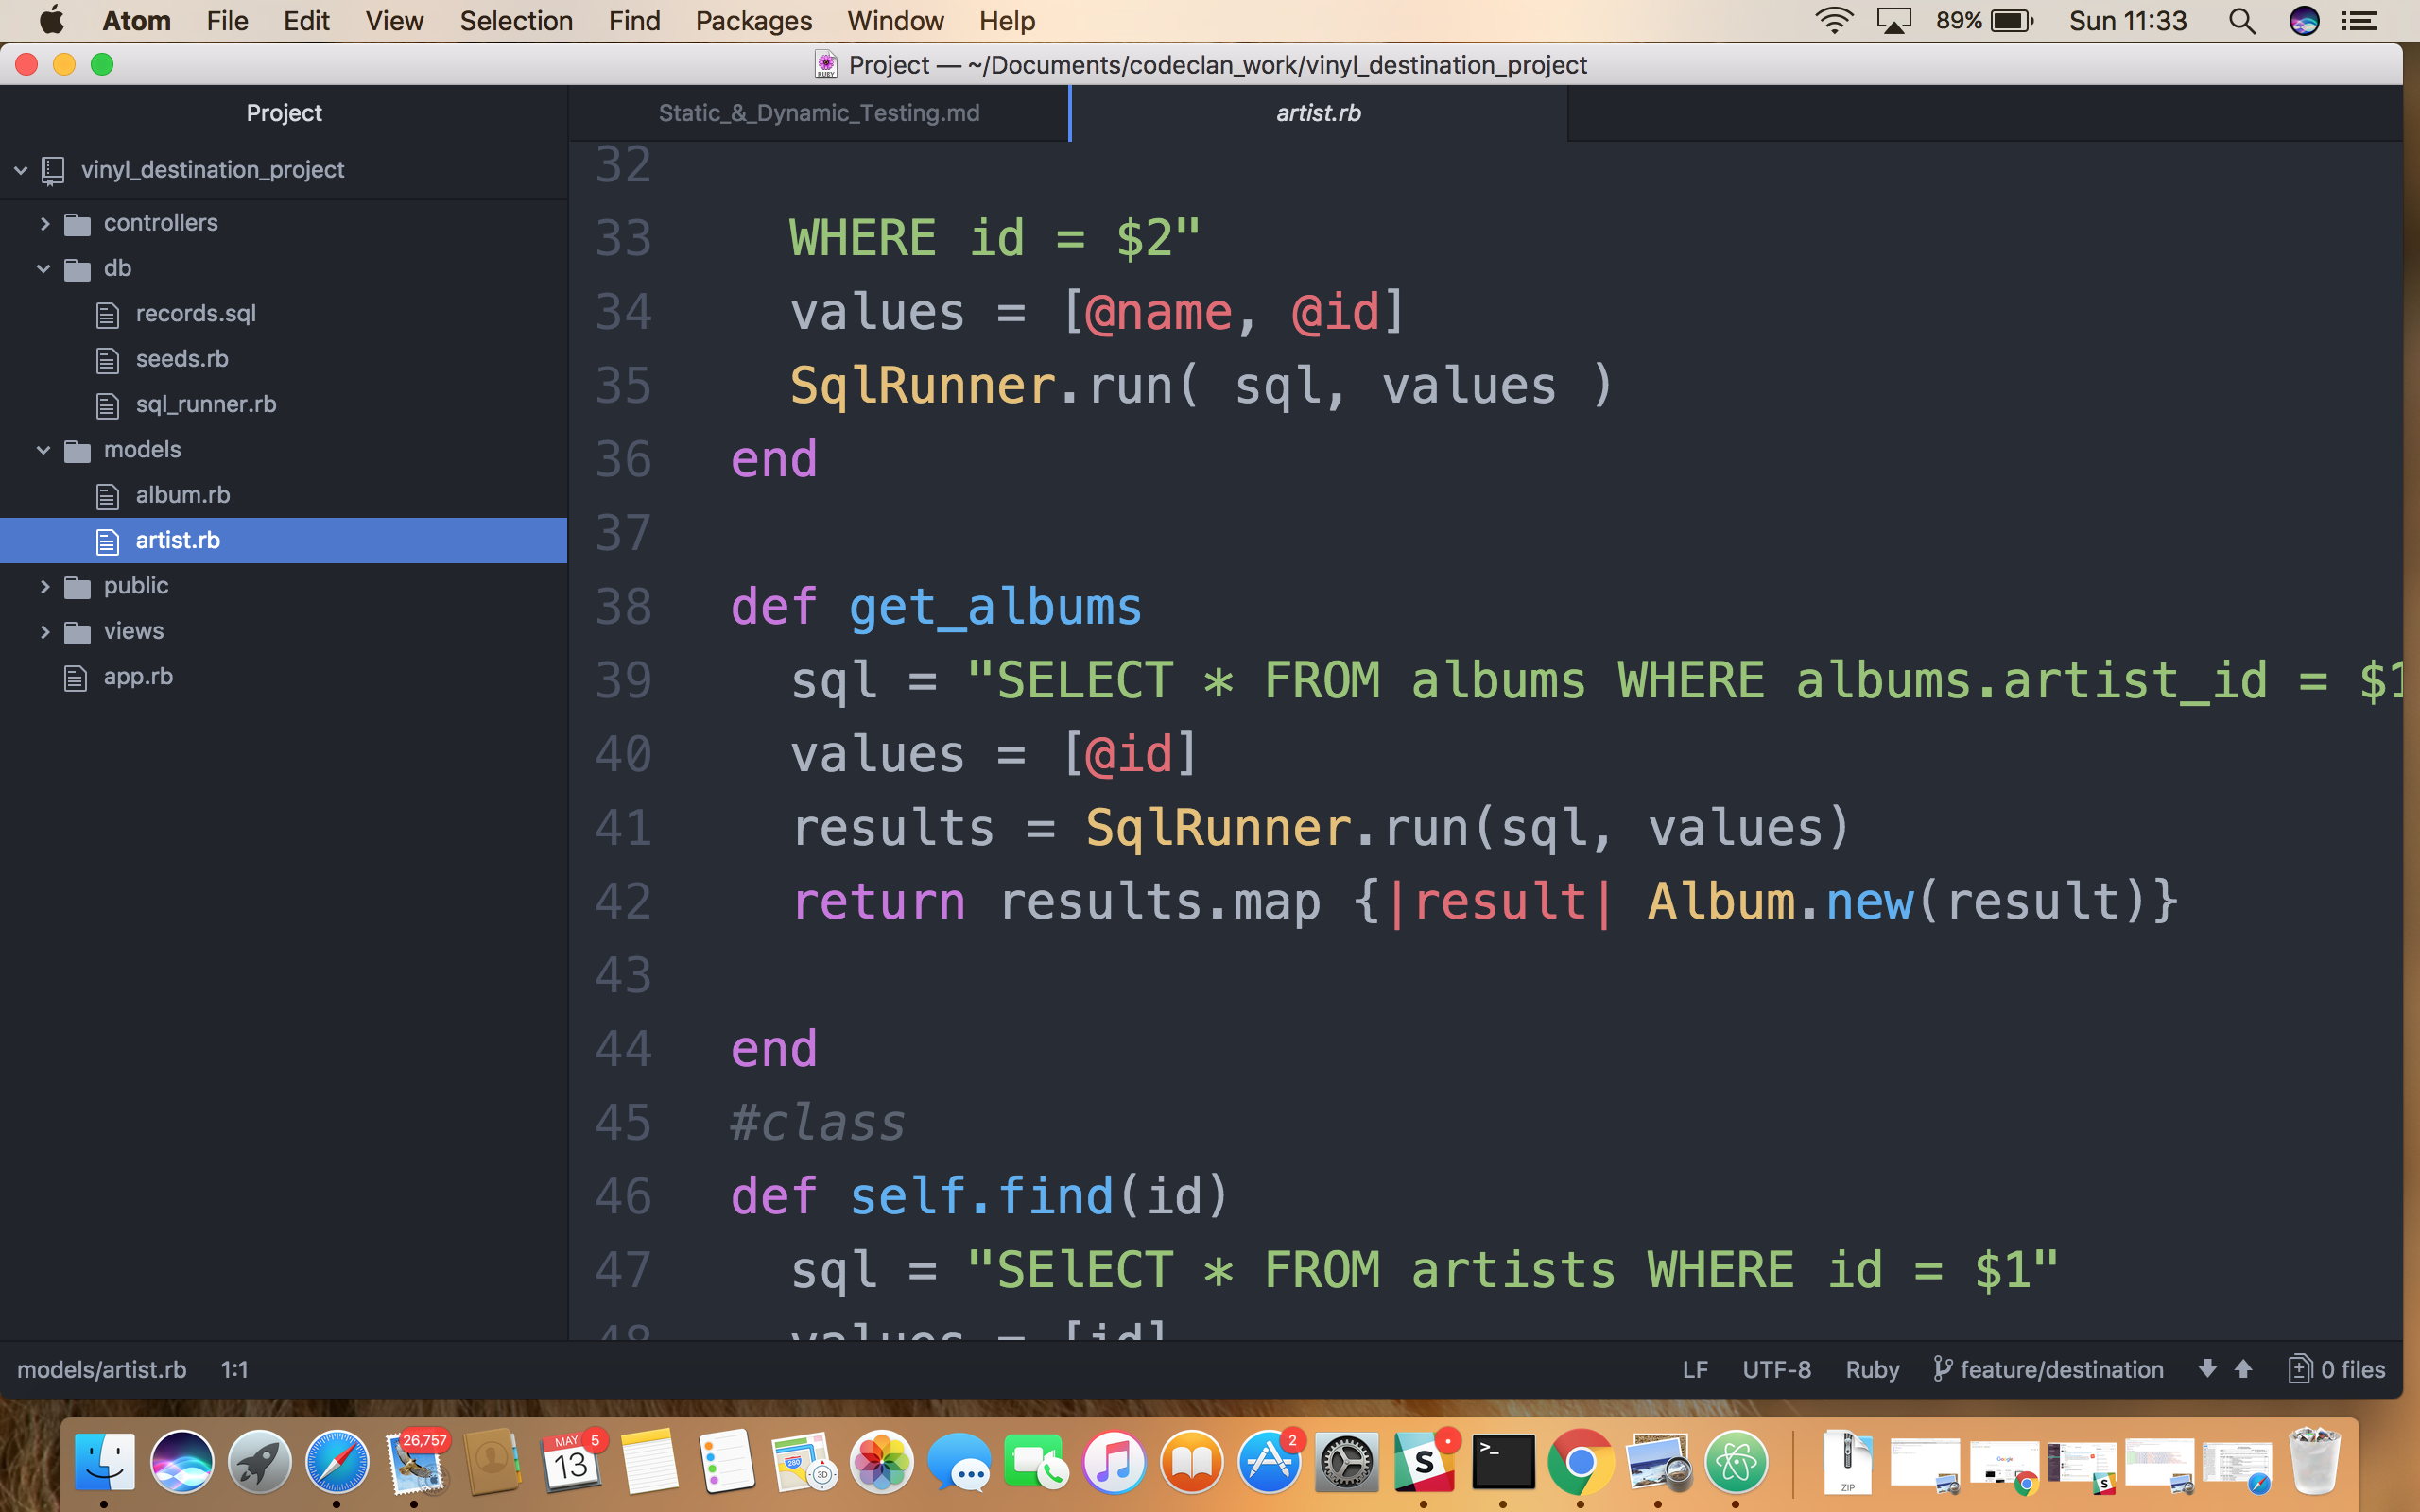 Atom File Edit View Selection Find Packages Window Help 89% Sun 11:33
Project — ~/Documents/codeclan_work/vinyl_destination_project
Project
Static_&_Dynamic_Testing.md
artist.rb
vinyl_destination_project
controllers
db
records.sql
seeds.rb
sql_runner.rb
models
album.rb
artist.rb
public
views
app.rb
32
33 WHERE id = $2"
34 values = [@name, @id]
35 SqlRunner.run( sql, values )
36 end
37
38 def get_albums
39 sql = "SELECT * FROM albums WHERE albums.artist_id = $1
40 values = [@id]
41 results = SqlRunner.run(sql, values)
42 return results.map {|result| Album.new(result)}
43
44 end
45 #class
46 def self.find(id)
47 sql = "SElECT * FROM artists WHERE id = $1"
48 values = [id]
models/artist.rb 1:1 LF UTF-8 Ruby feature/destination 0 files
26,757
MAY 5
13
280
3D
2
S
>_
ZIP